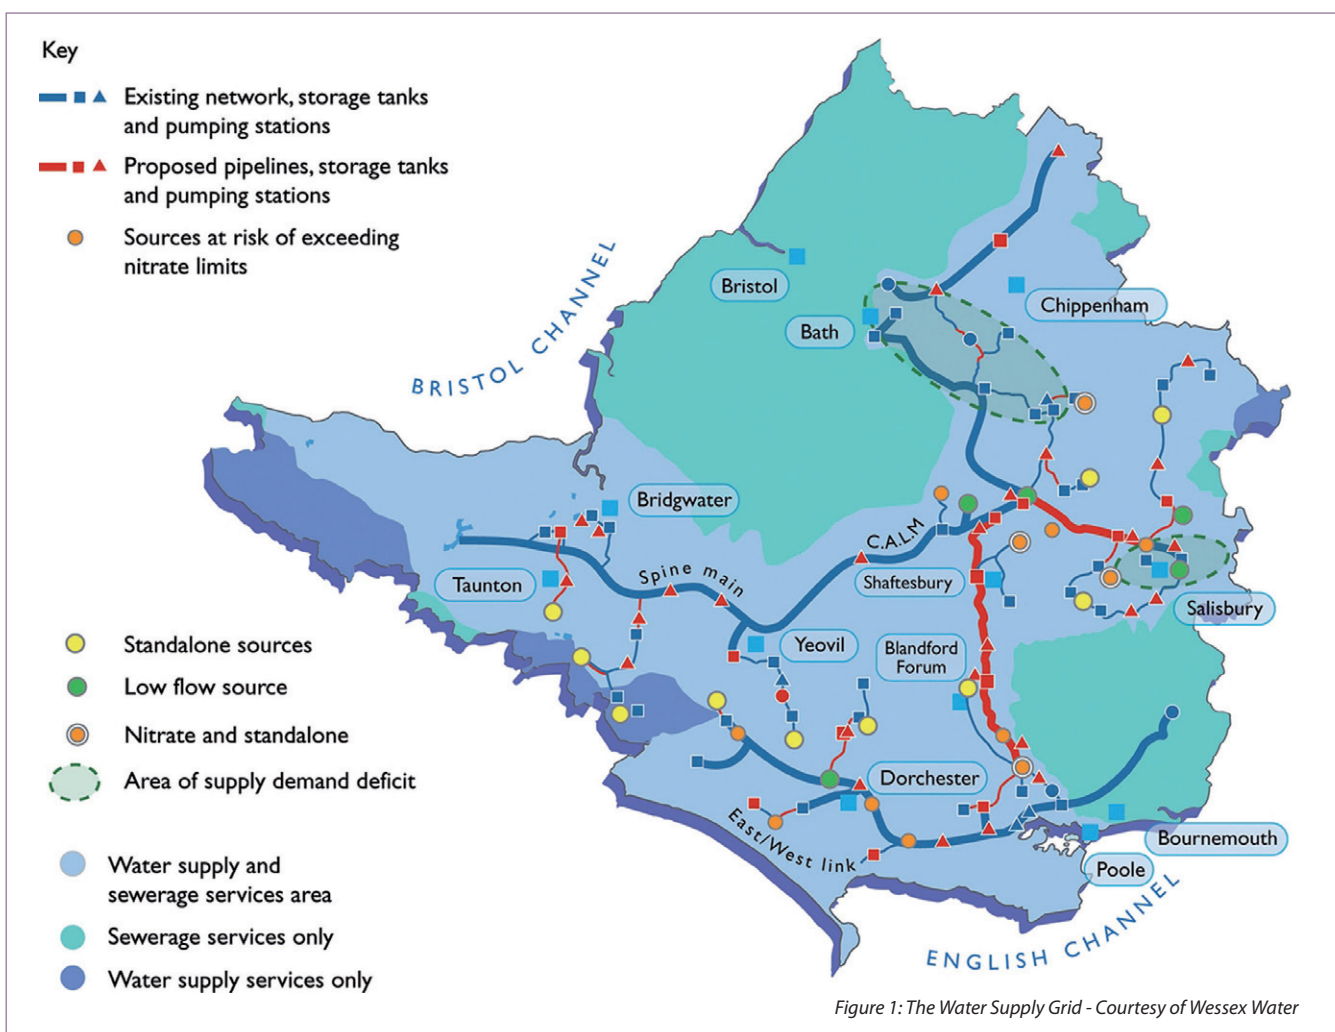 Key
Existing network, storage tanks
and pumping stations
Proposed pipelines, storage tanks
and pumping stations
Sources at risk of exceeding
nitrate limits
BRISTOL CHANNEL
Bristol
Chippenham
Bath
Bridgwater
C.A.L.M
Spine main
Taunton
Shaftesbury
Salisbury
Yeovil
Blandford
Forum
Standalone sources
Low flow source
Nitrate and standalone
Area of supply demand deficit
Dorchester
East/West link
Bournemouth
Poole
Water supply and
sewerage services area
Sewerage services only
Water supply services only
ENGLISH CHANNEL
Figure 1: The Water Supply Grid - Courtesy of Wessex Water